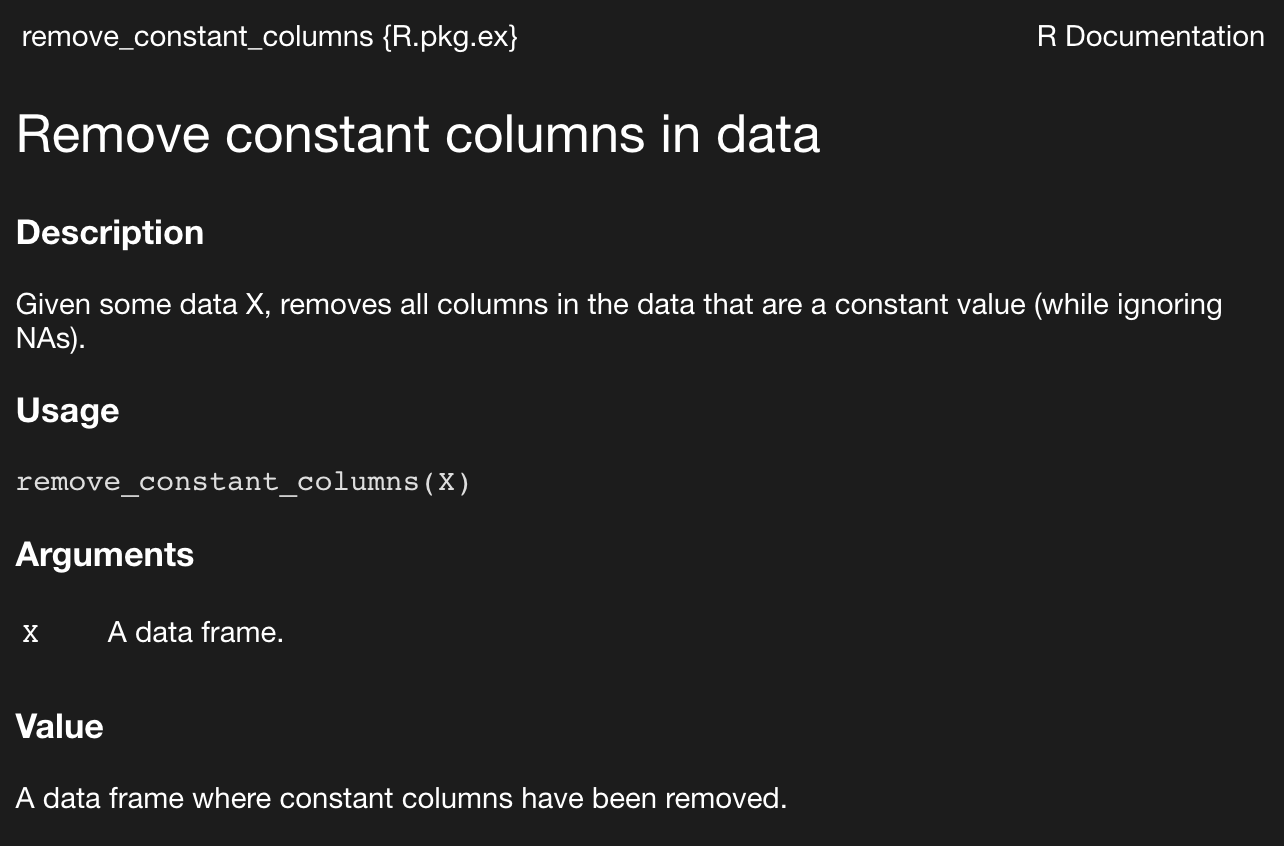 remove_constant_columns {R.pkg.ex}
R Documentation
Remove constant columns in data
Description
Given some data X, removes all columns in the data that are a constant value (while ignoring
NAs).
Usage
remove_constant_columns(X)
Arguments
X A data frame.
Value
A data frame where constant columns have been removed.